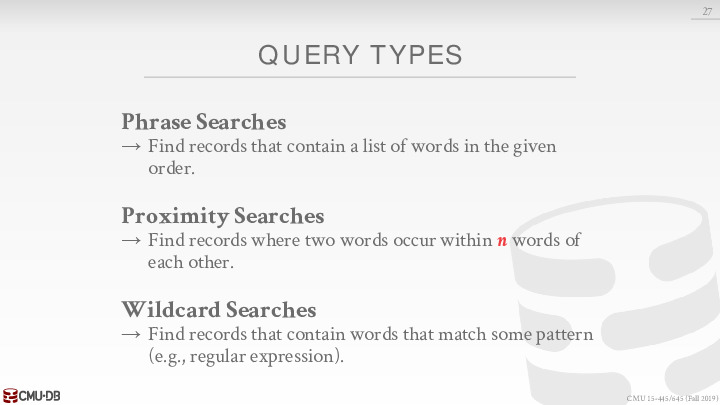 27
QUERY TYPES
Phrase Searches
→ Find records that contain a list of words in the given
order.
Proximity Searches
→ Find records where two words occur within n words of
each other.
Wildcard Searches
→ Find records that contain words that match some pattern
(e.g., regular expression).
CMU·DB
CMU 15-445/645 (Fall 2019)